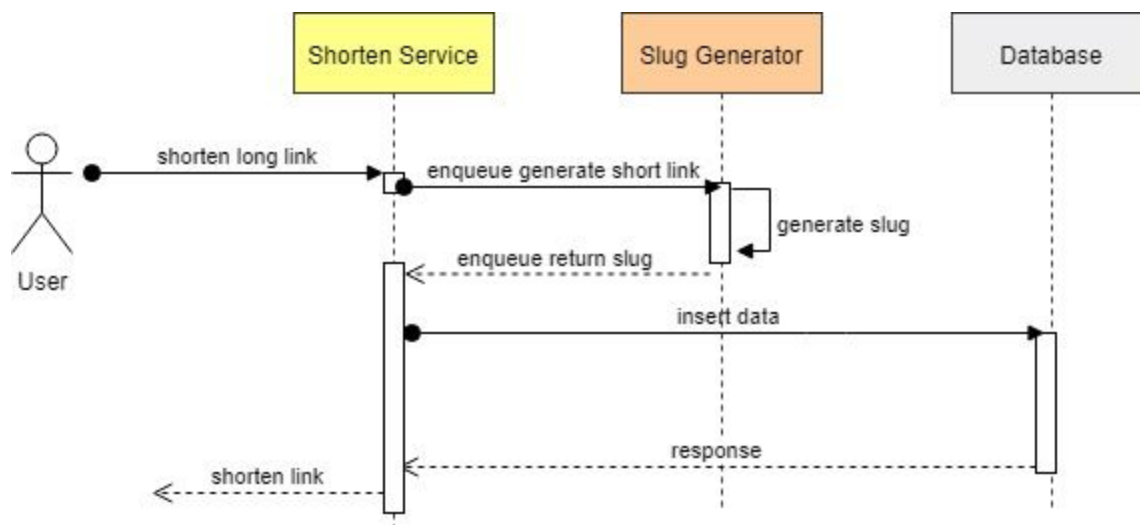 Shorten Service
Slug Generator
Database
shorten long link
enqueue generate short link
generate slug
User
enqueue return slug
insert data
response
shorten link